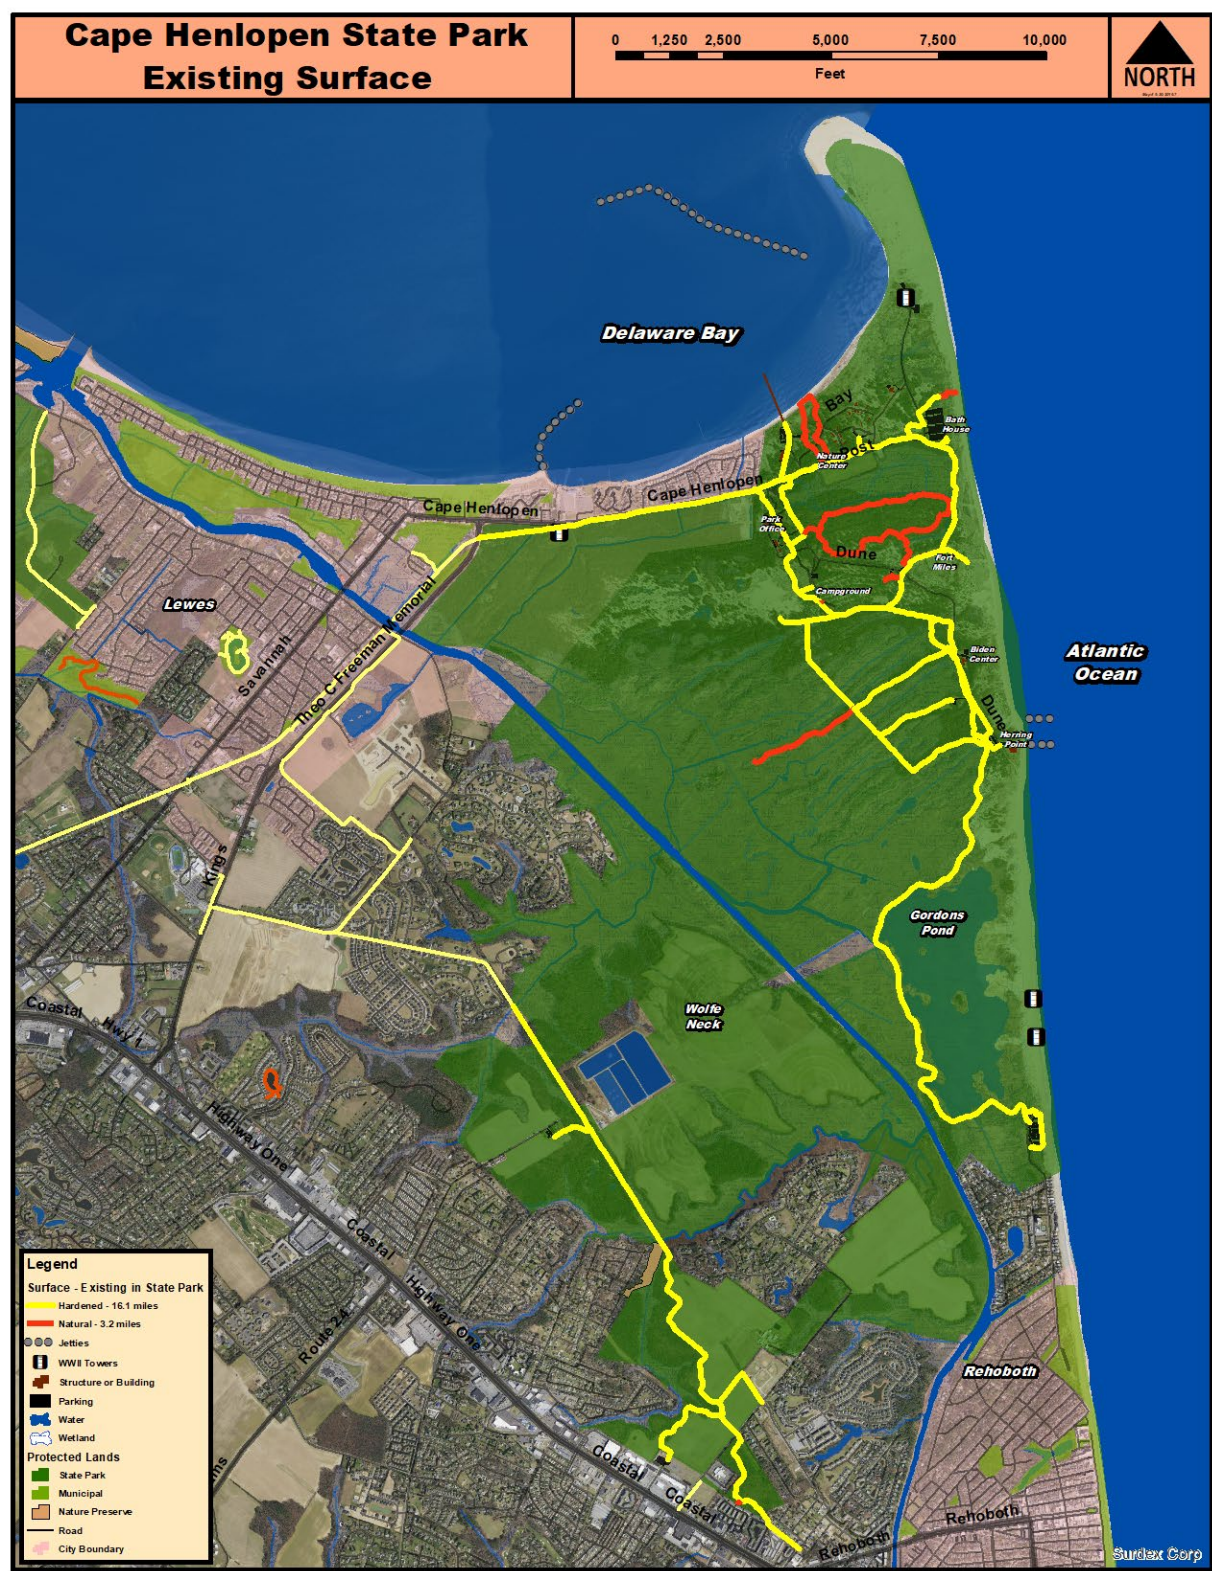 Cape Henlopen State Park
Existing Surface
0 1,250 2,500 5,000 7,500 10,000
Feet
NORTH
Delaware Bay
Bay
Bath
House
Post
Nature
Center
Cape Henlopen
Cape Henlopen
Park
Office
Dune
Fort
Miles
Campground
Lewes
Savannah
Theo C Freeman Memorial
Biden
Center
Atlantic
Ocean
Dune
Herring
Point
Kings
Gordons
Pond
Wolfe
Neck
Coastal
Hwy 1
Highway One
Coastal
Highway One
Route 24
Rehoboth
Coastal
Coastal
Rehoboth
Rehoboth
Legend
Surface - Existing in State Park
Hardened - 16.1 miles
Natural - 3.2 miles
Jetties
WWII Towers
Structure or Building
Parking
Water
Wetland
Protected Lands
State Park
Municipal
Nature Preserve
Road
City Boundary
Surdex Corp